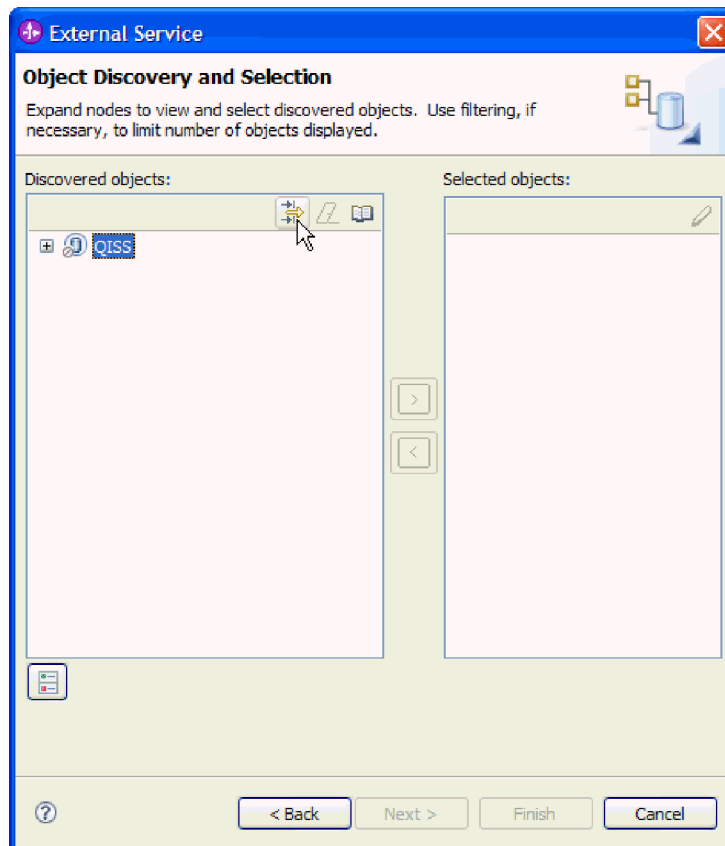 External Service
Object Discovery and Selection
Expand nodes to view and select discovered objects.  Use filtering, if
necessary, to limit number of objects displayed.
Discovered objects:
Selected objects:
QISS
>
<
?
< Back
Next >
Finish
Cancel